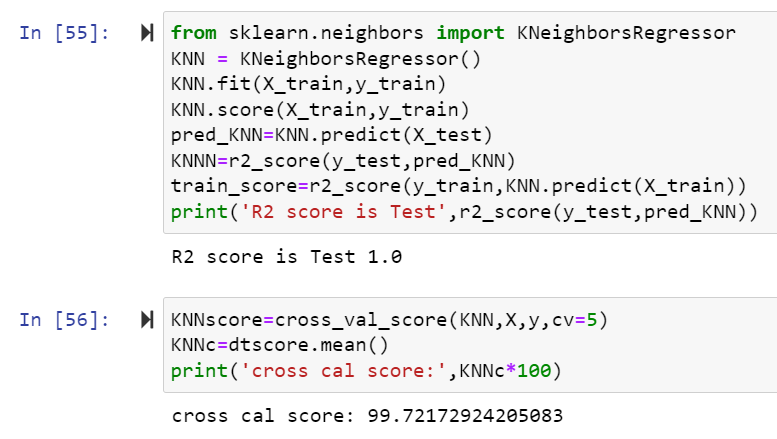 In [55]:
from sklearn.neighbors import KNeighborsRegressor
KNN = KNeighborsRegressor()
KNN.fit(X_train,y_train)
KNN.score(X_train,y_train)
pred_KNN=KNN.predict(X_test)
KNNN=r2_score(y_test,pred_KNN)
train_score=r2_score(y_train,KNN.predict(X_train))
print('R2 score is Test',r2_score(y_test,pred_KNN))
R2 score is Test 1.0
In [56]:
KNNscore=cross_val_score(KNN,X,y,cv=5)
KNNc=dtscore.mean()
print('cross cal score:',KNNc*100)
cross cal score: 99.72172924205083